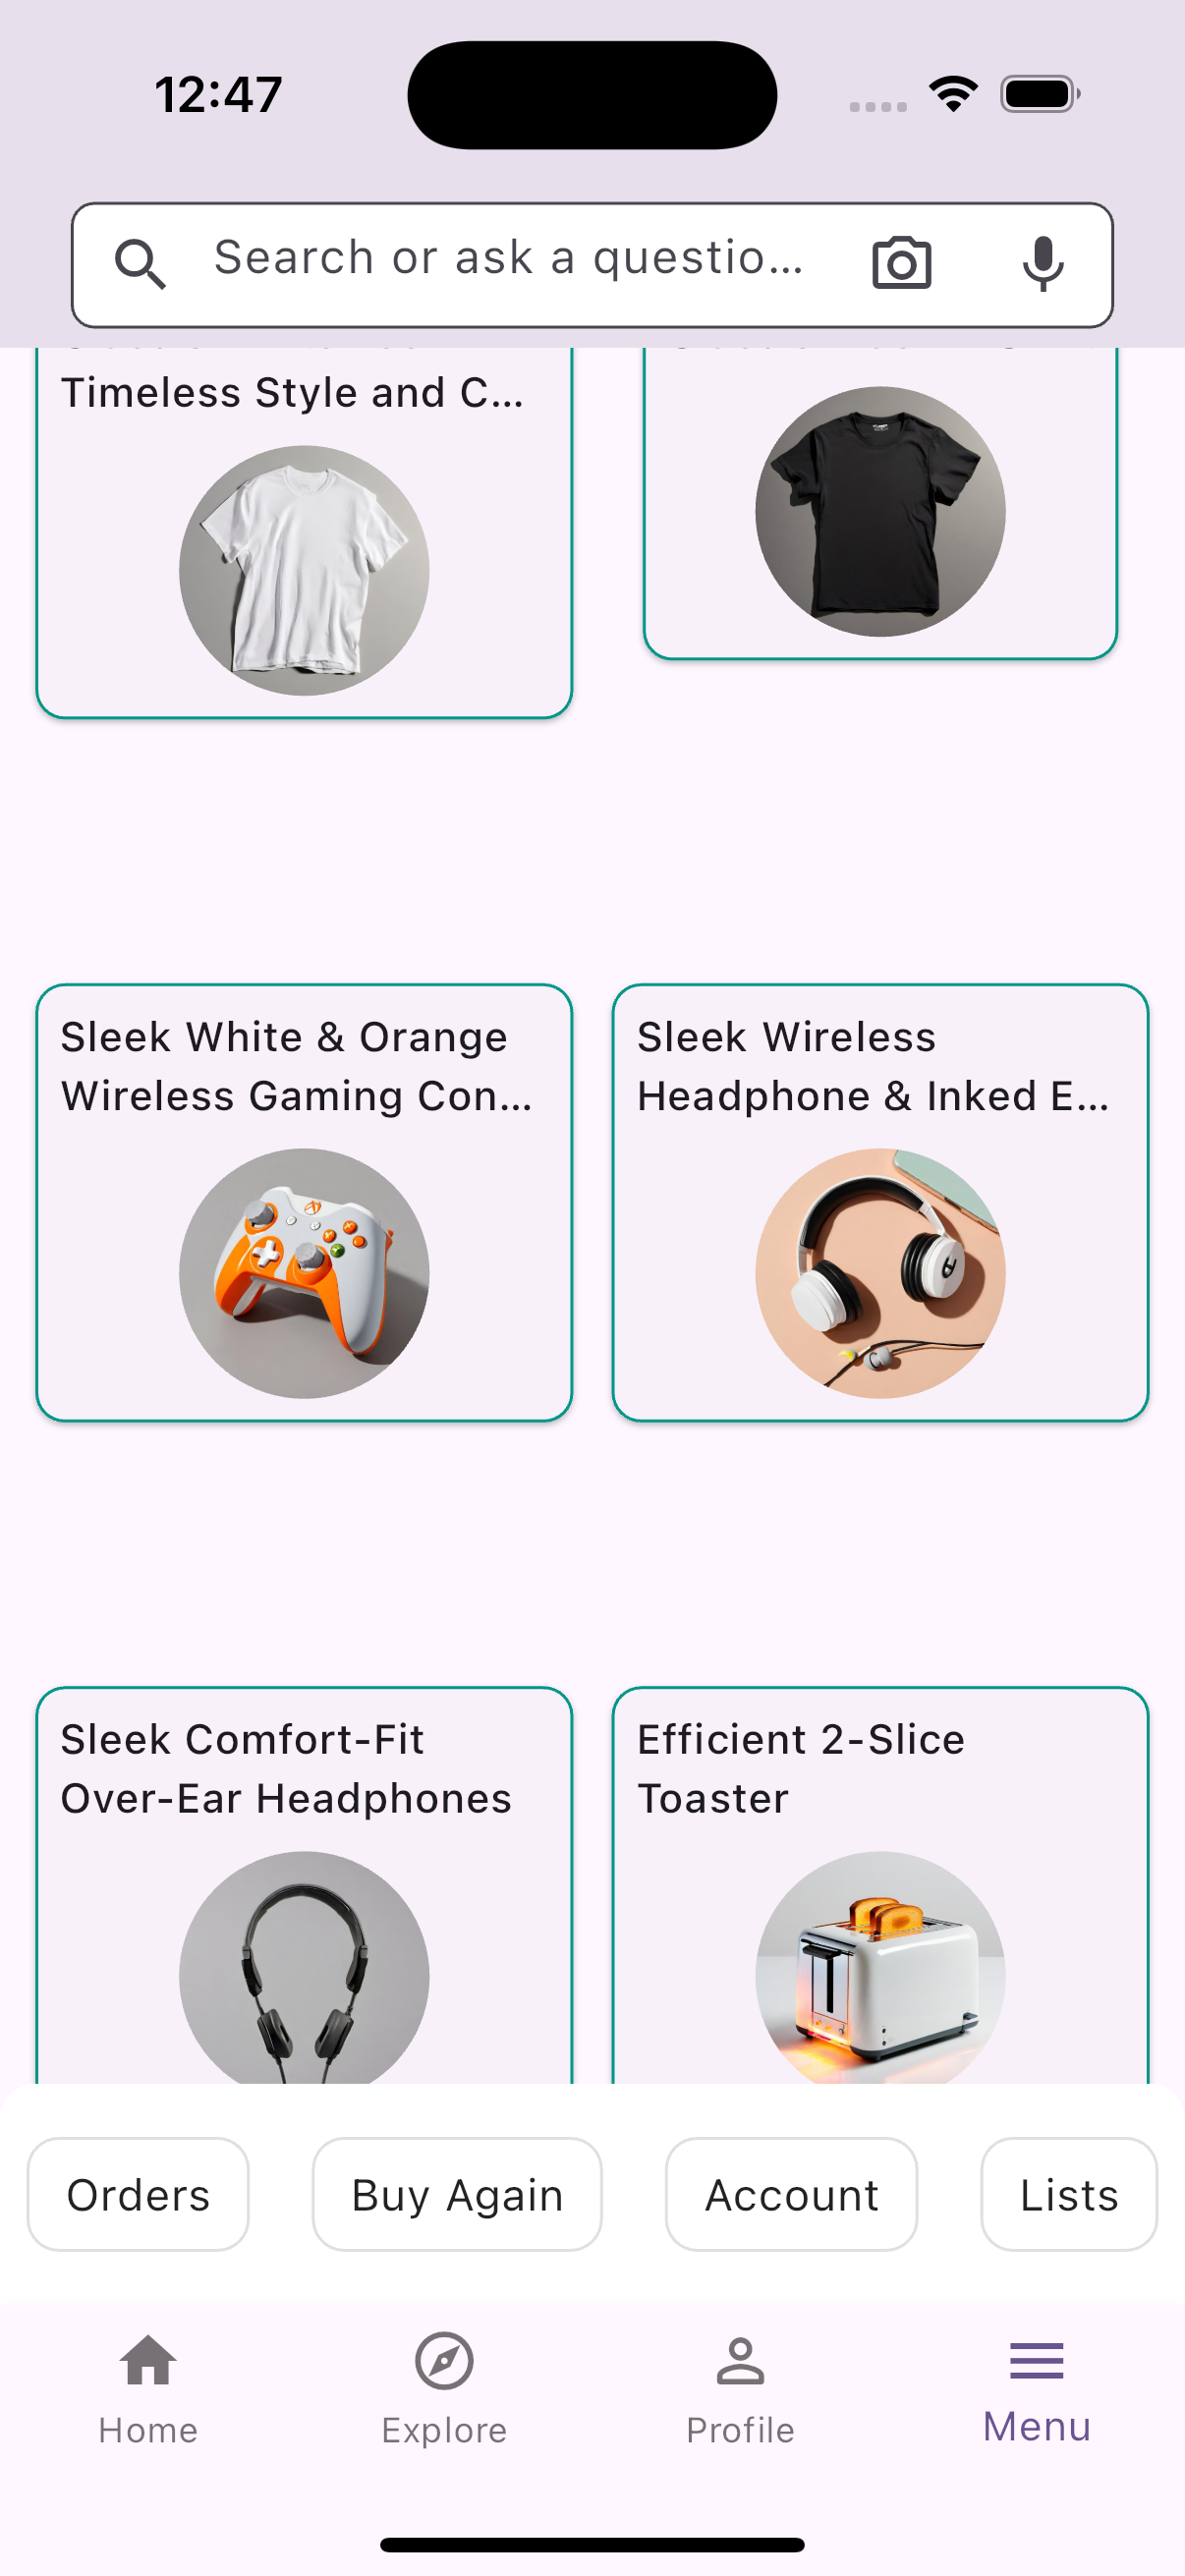 12:47
Search or ask a questio...
Timeless Style and C...
Sleek White & Orange
Wireless Gaming Con...
Sleek Wireless
Headphone & Inked E...
Sleek Comfort-Fit
Over-Ear Headphones
Efficient 2-Slice
Toaster
Orders
Buy Again
Account
Lists
Home
Explore
Profile
Menu